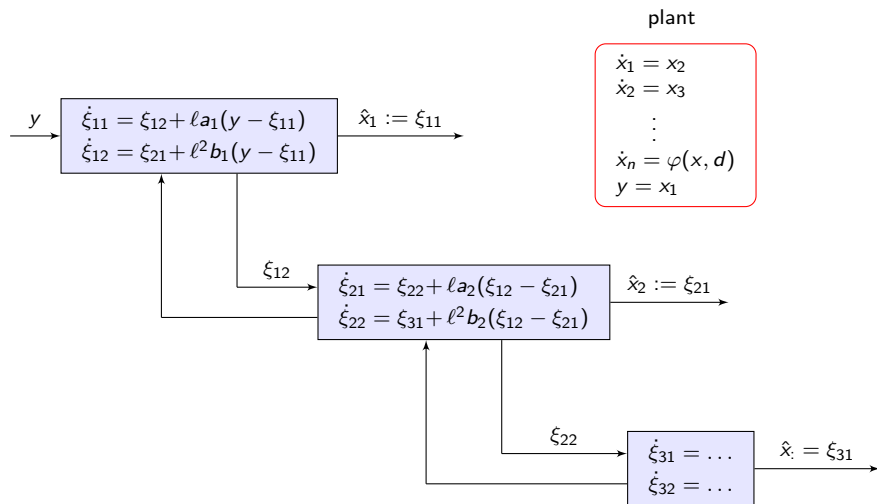 plant
ẋ₁ = x₂
ẋ₂ = x₃
⋮
ẋₙ = φ(x, d)
y = x₁
y
ξ̇₁₁ = ξ₁₂ + ℓa₁(y − ξ₁₁)
ξ̇₁₂ = ξ₂₁ + ℓ²b₁(y − ξ₁₁)
x̂₁ := ξ₁₁
ξ₁₂
ξ̇₂₁ = ξ₂₂ + ℓa₂(ξ₁₂ − ξ₂₁)
ξ̇₂₂ = ξ₃₁ + ℓ²b₂(ξ₁₂ − ξ₂₁)
x̂₂ := ξ₂₁
ξ₂₂
ξ̇₃₁ = . . .
ξ̇₃₂ = . . .
x̂: = ξ₃₁